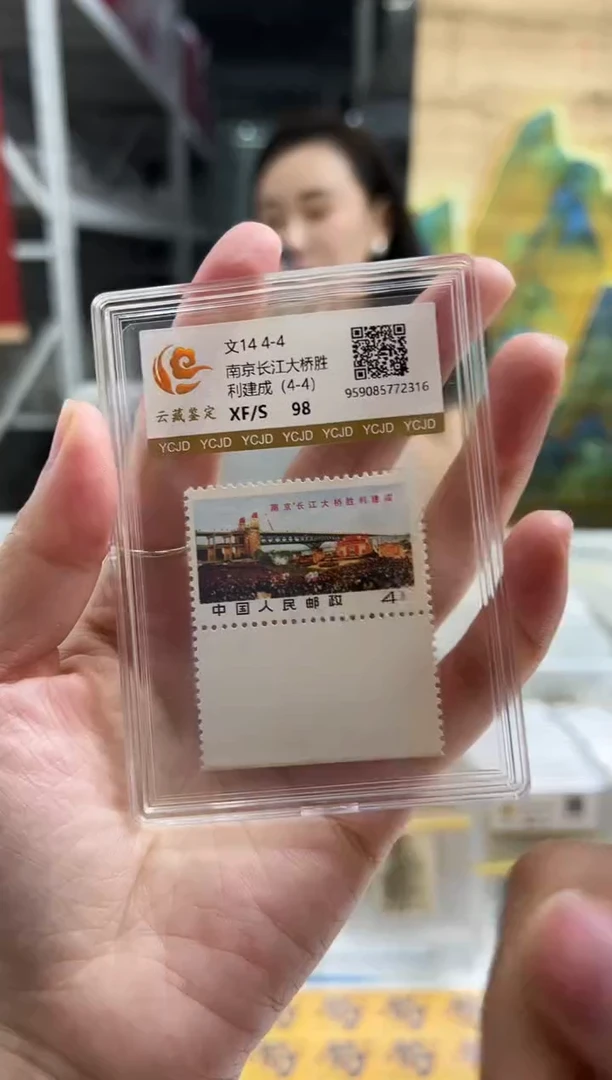 文14 4-4
南京长江大桥胜
利建成（4-4）
959085772316
云藏鉴定 XF/S 98
YCJD YCJD YCJD YCJD YCJD YCJD YCJD
南京长江大桥胜利建成
中国人民邮政 4